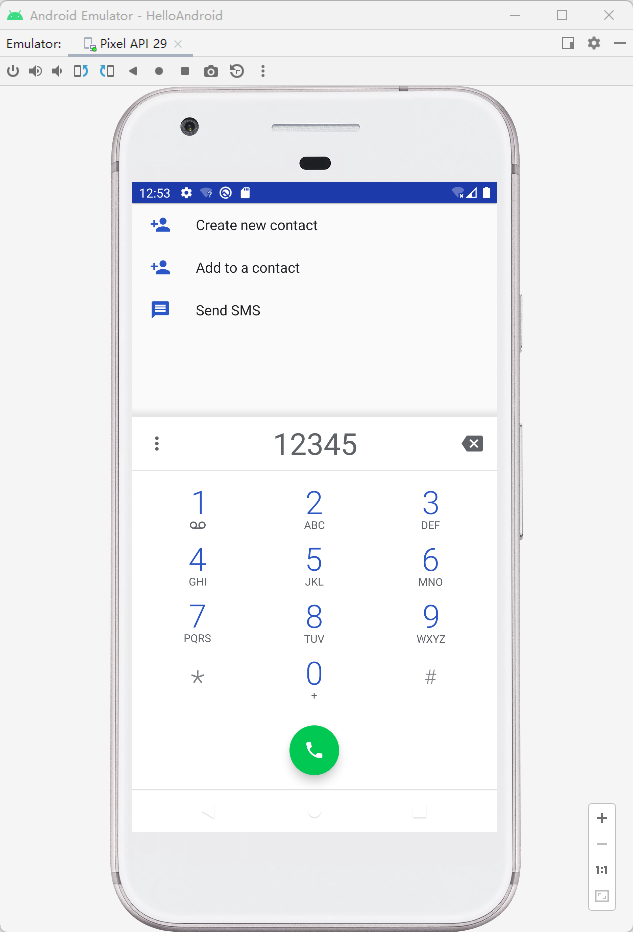 Android Emulator - HelloAndroid
Emulator: Pixel API 29
12:53
Create new contact
Add to a contact
Send SMS
12345
1 2 3
ABC DEF
4 5 6
GHI JKL MNO
7 8 9
PQRS TUV WXYZ
* 0 #
+
1:1